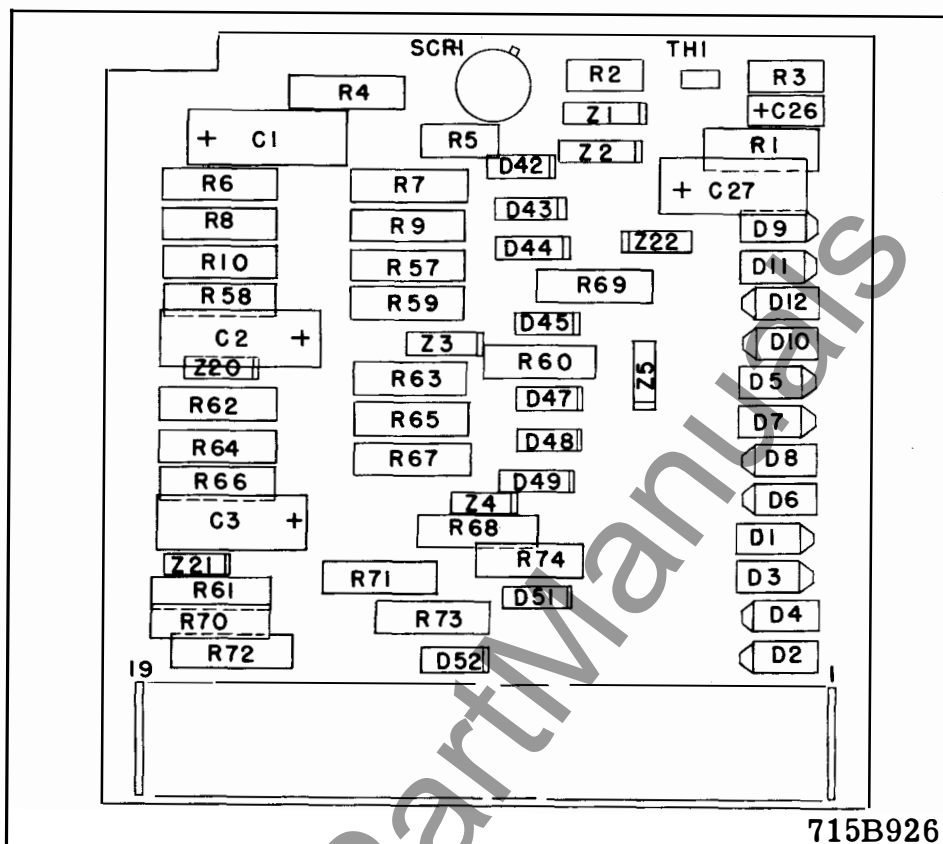 SCR1 TH1
R4 R2 R3
Z1 +C26
+ C1 R5 Z2 R1
D42
R6 R7 + C27
R8 R9 D43 D9
D44 Z22
R10 R57 D11
R58 R59 R69 D12
C2 + Z3 D45 D10
Z20 R63 R60 Z5 D5
R62 R65 D47 D7
R64 R67 D48 D8
R66 D49 D6
C3 + Z4
R68 D1
Z21 R74
R61 R71 D51 D3
R70 R73 D4
R72 D52 D2
19 1
PartManuals
715B926